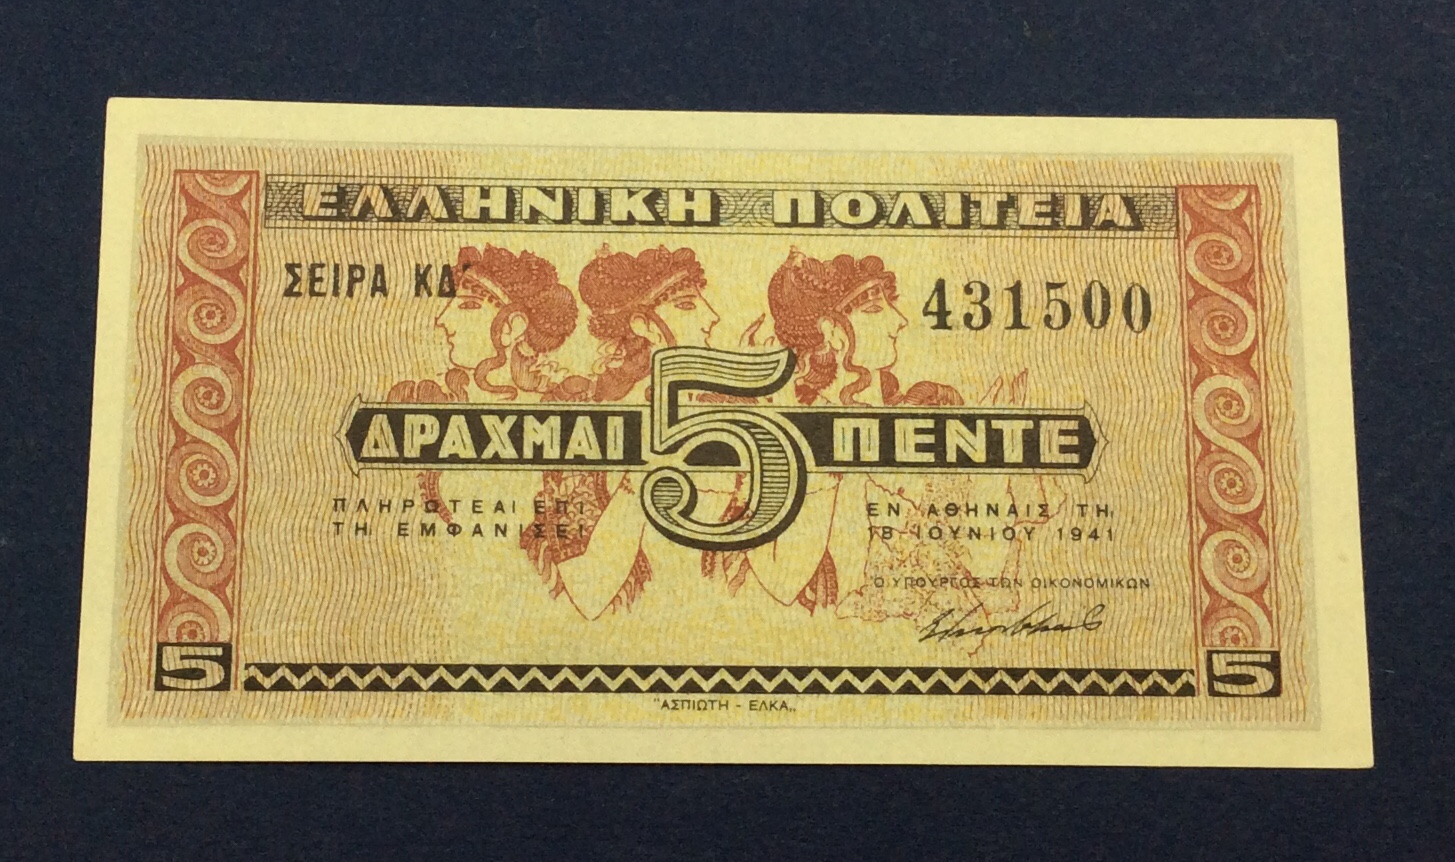 ΕΛΛΗΝΙΚΗ ΠΟΛΙΤΕΙΑ
ΣΕΙΡΑ ΚΔ' 431500
ΔΡΑΧΜΑΙ 5 ΠΕΝΤΕ
ΠΛΗΡΩΤΕΑΙ ΕΠΙ
ΤΗ ΕΜΦΑΝΙΣΕΙ
ΕΝ ΑΘΗΝΑΙΣ ΤΗ
18 ΙΟΥΝΙΟΥ 1941
Ο ΥΠΟΥΡΓΟΣ ΤΩΝ ΟΙΚΟΝΟΜΙΚΩΝ
5 5
"ΑΣΠΙΩΤΗ - ΕΛΚΑ„